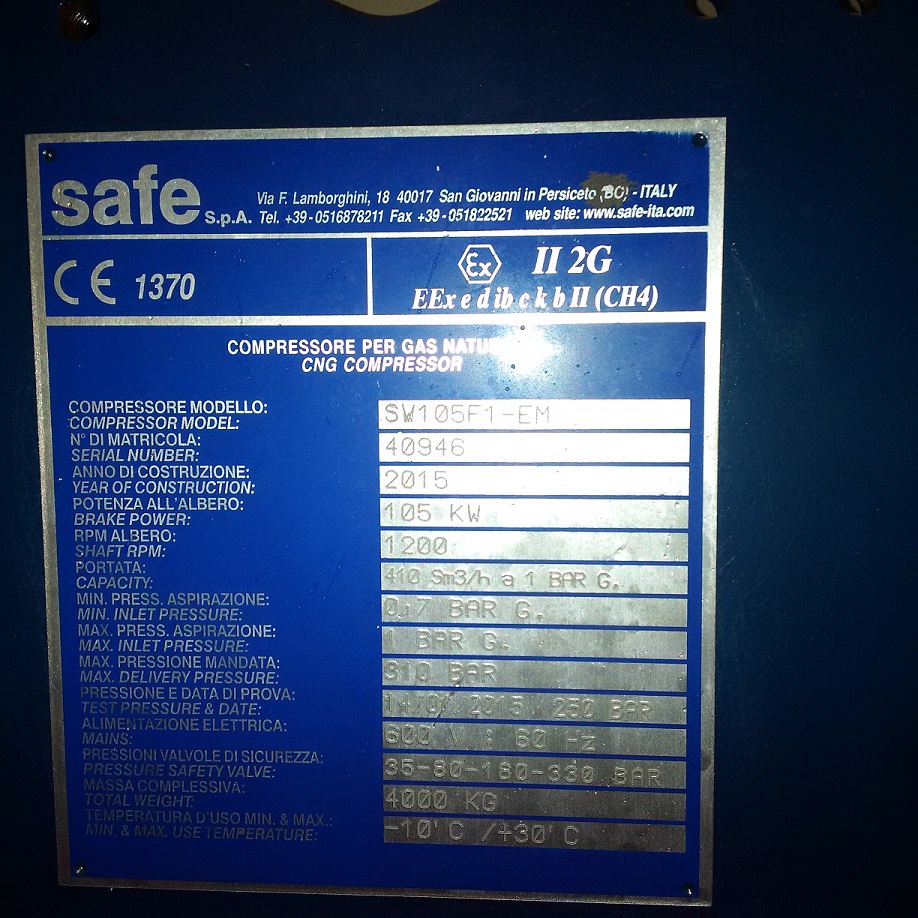 safe S.p.A.
Via F. Lamborghini, 18 40017 San Giovanni in Persiceto (BO) - ITALY
Tel. +39-0516878211 Fax +39-051822521 web site: www.safe-ita.com
CE 1370
Ex II 2G
EEx e d ib c k b II (CH4)
COMPRESSORE PER GAS
CNG COMPRESSOR
COMPRESSORE MODELLO:
COMPRESSOR MODEL: SW105F1-EM
N° DI MATRICOLA:
SERIAL NUMBER: 40946
ANNO DI COSTRUZIONE:
YEAR OF CONSTRUCTION: 2015
POTENZA ALL'ALBERO:
BRAKE POWER: 105 KW
RPM ALBERO:
SHAFT RPM: 1200
PORTATA:
CAPACITY: 410 Sm3/h a 1 BAR G.
MIN. PRESS. ASPIRAZIONE:
MIN. INLET PRESSURE: 0,7 BAR G.
MAX. PRESS. ASPIRAZIONE:
MAX. INLET PRESSURE: 1 BAR G.
MAX. PRESSIONE MANDATA:
MAX. DELIVERY PRESSURE: 310 BAR
PRESSIONE E DATA DI PROVA:
TEST PRESSURE & DATE: 2015 250 BAR
ALIMENTAZIONE ELETTRICA:
MAINS: 600 V : 60 Hz
PRESSIONI VALVOLE DI SICUREZZA:
PRESSURE SAFETY VALVE: 35-80-180-330 BAR
MASSA COMPLESSIVA:
TOTAL WEIGHT: 4000 KG
TEMPERATURA D'USO MIN. & MAX.:
MIN. & MAX. USE TEMPERATURE: -10'C /+30'C